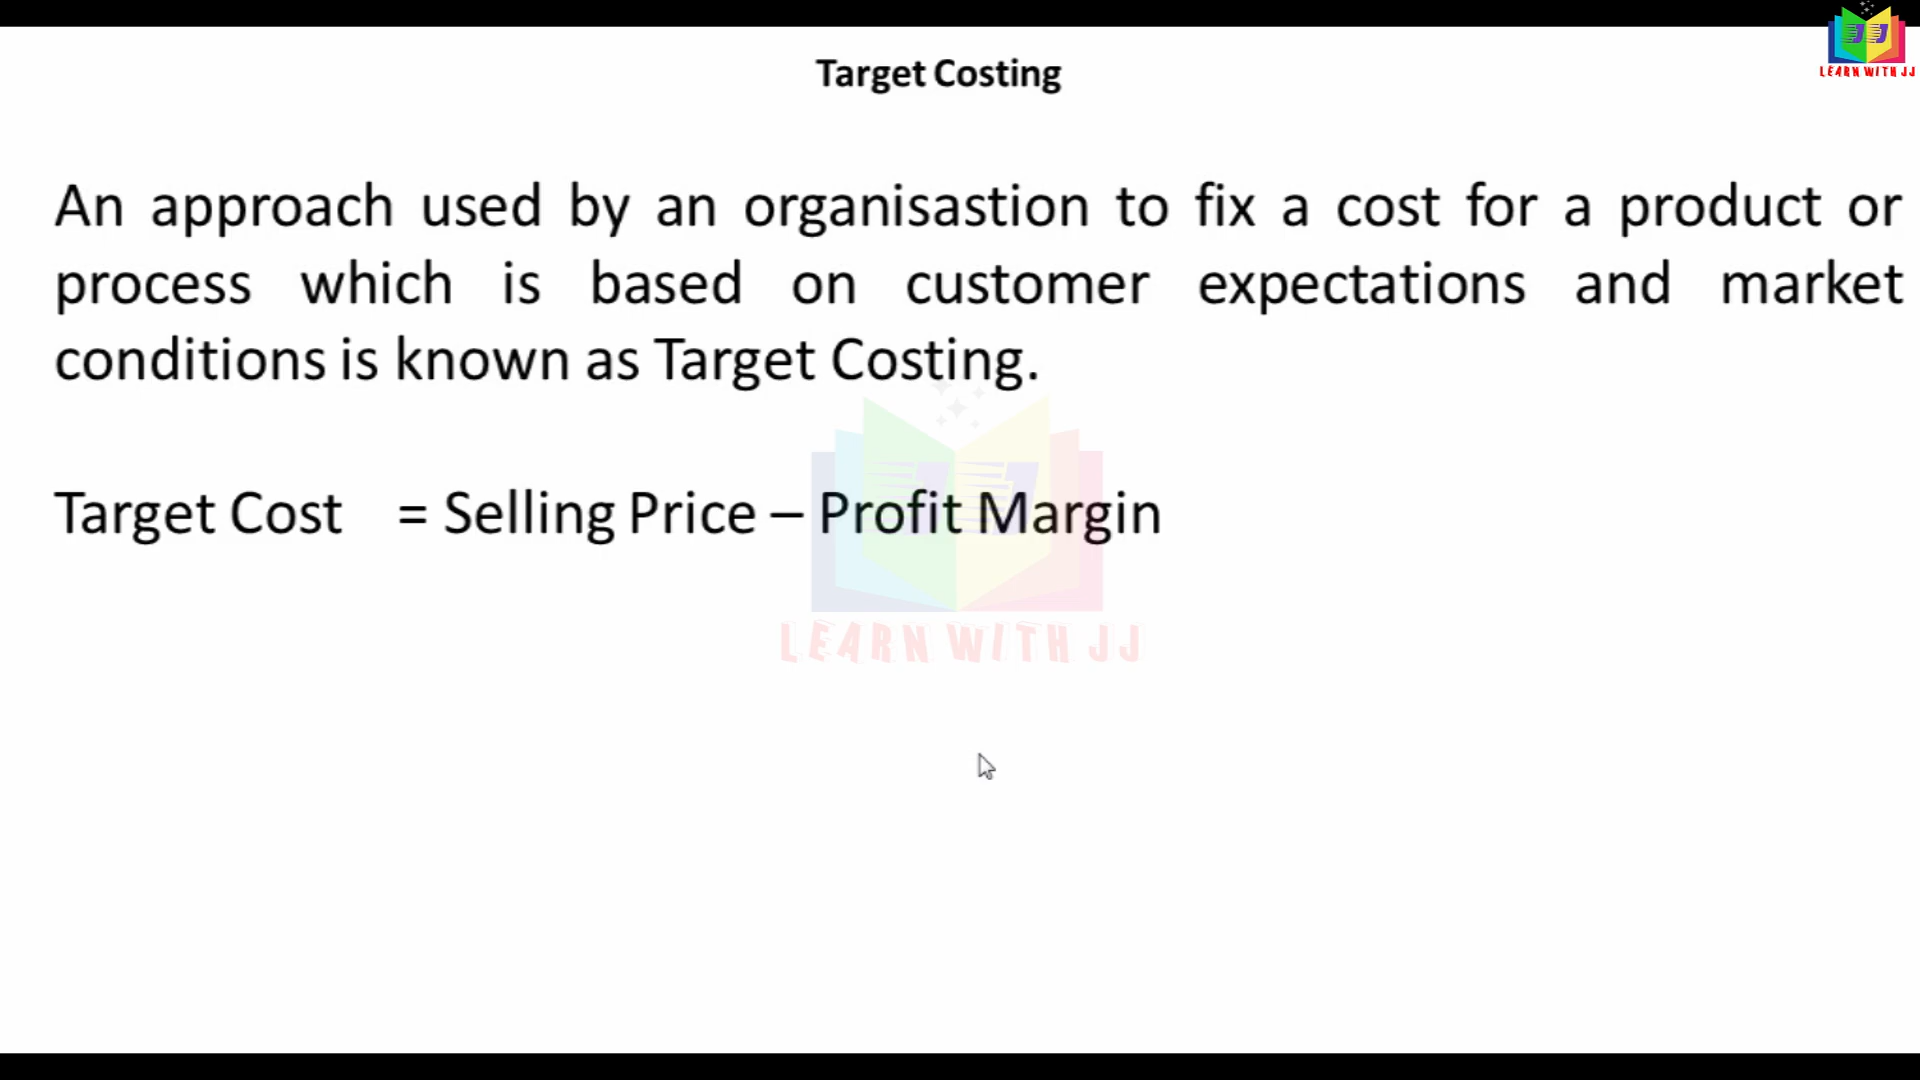 LEARN WITH JJ
Target Costing
An approach used by an organisastion to fix a cost for a product or
process which is based on customer expectations and market
conditions is known as Target Costing.
Target Cost = Selling Price – Profit Margin
LEARN WITH JJ